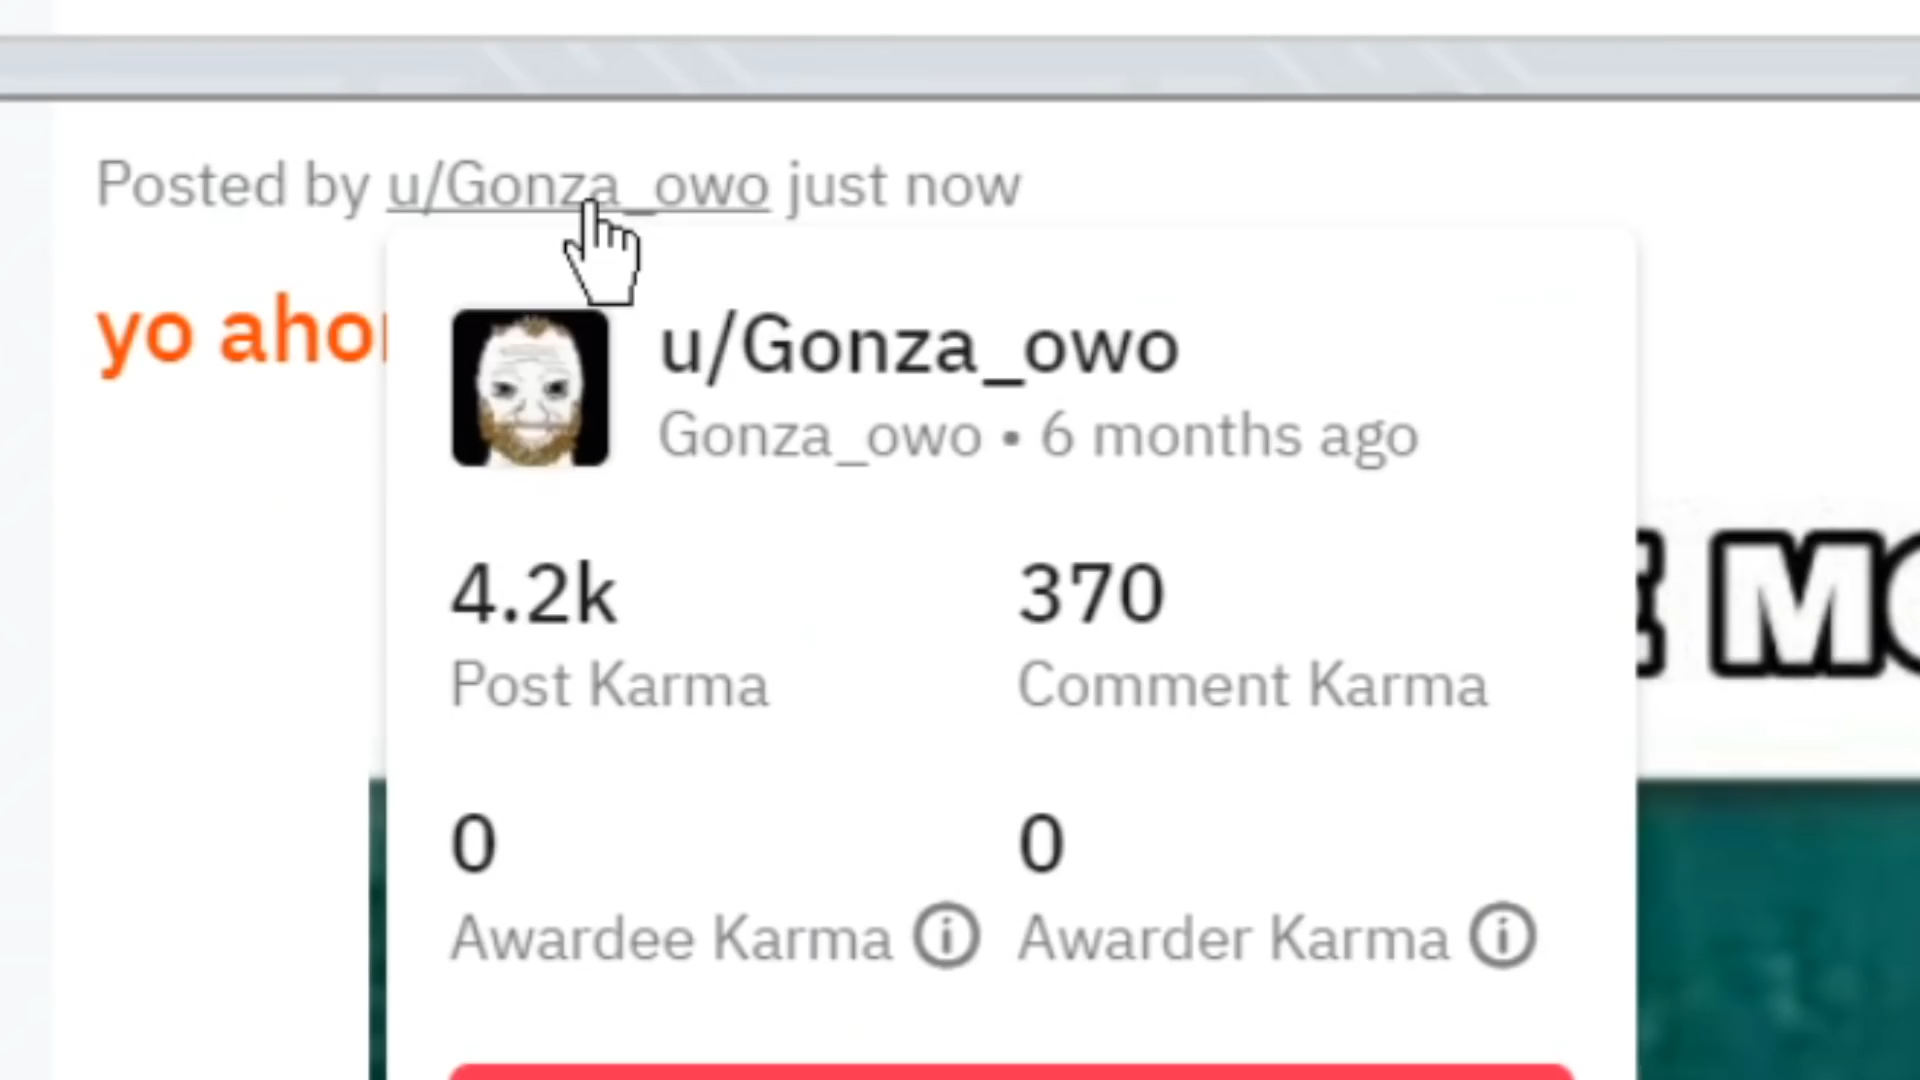 Posted by u/Gonza_owo just now
yo aho
u/Gonza_owo
Gonza_owo • 6 months ago
4.2k
370
Post Karma
Comment Karma
0
0
Awardee Karma
Awarder Karma